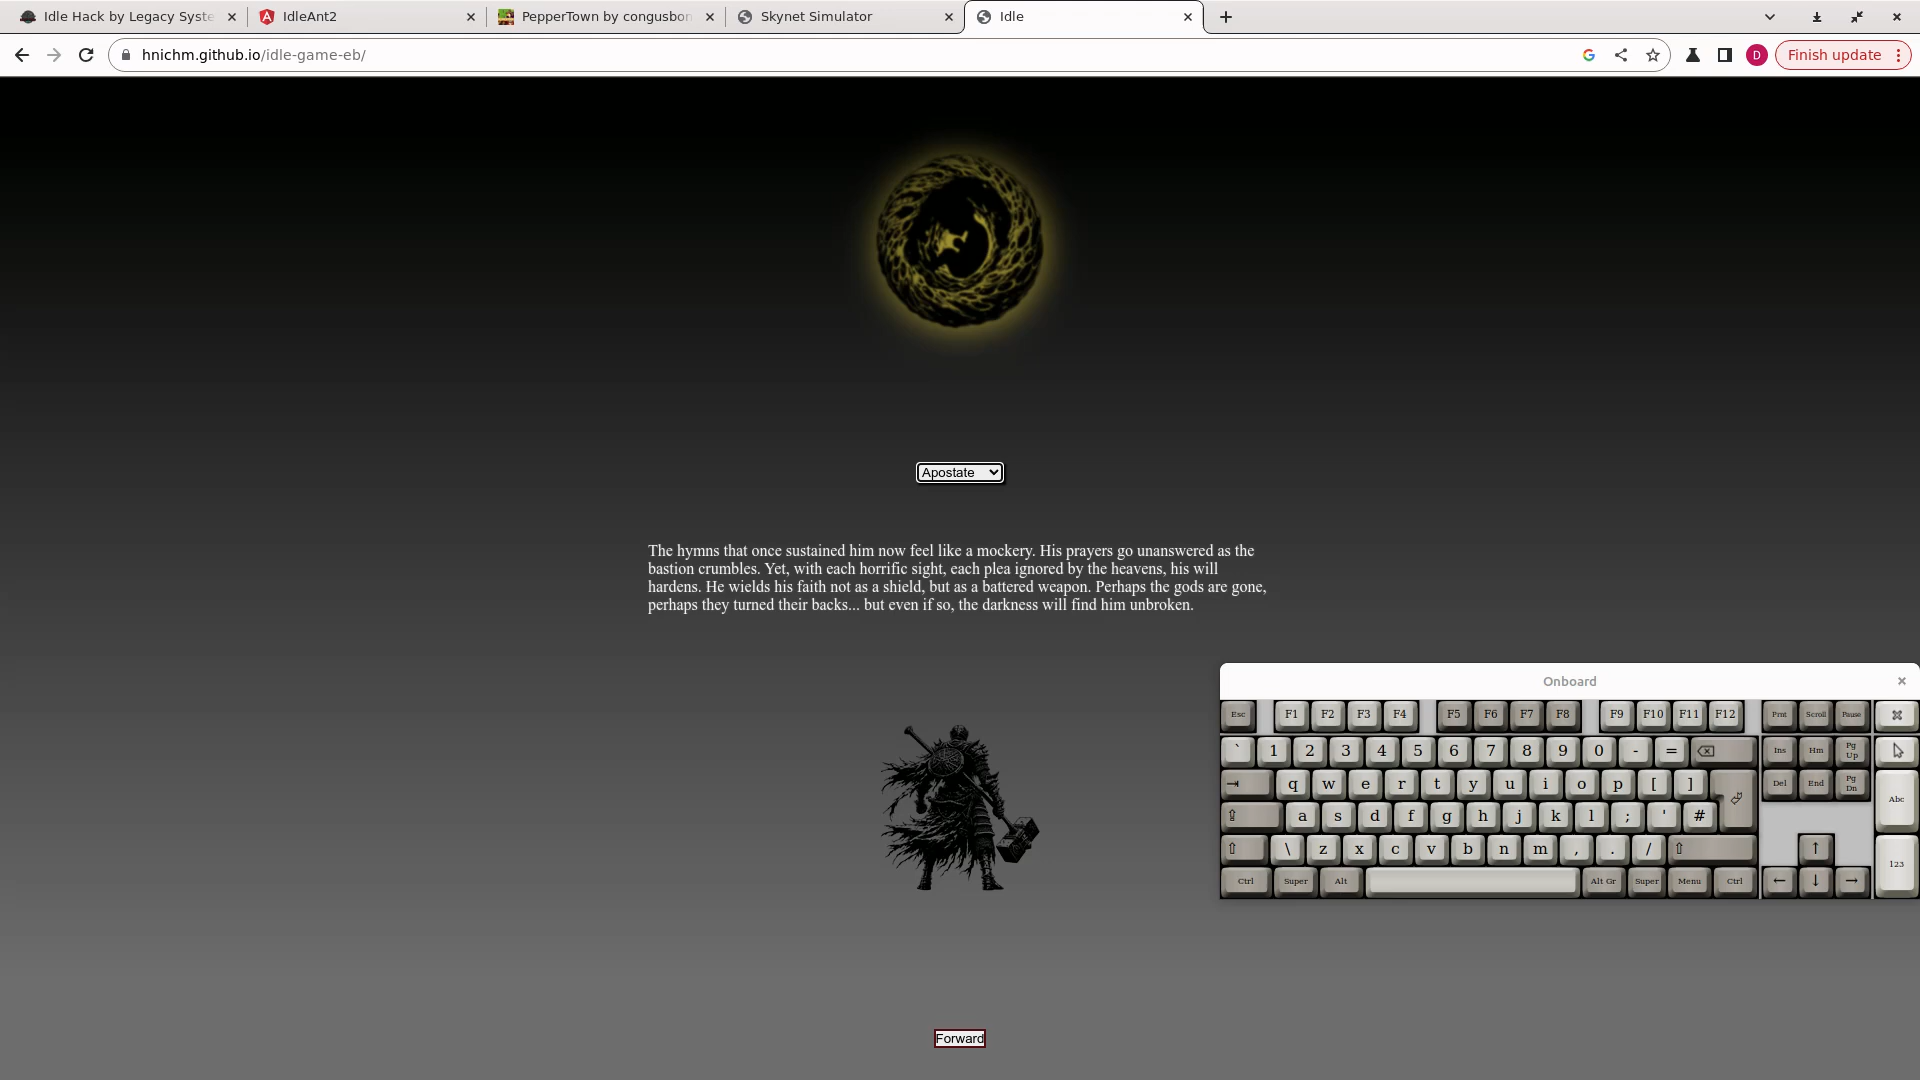 Idle Hack by Legacy Syste
IdleAnt2
PepperTown by congusbon
Skynet Simulator
Idle
hnichm.github.io/idle-game-eb/
D
Finish update
Apostate
The hymns that once sustained him now feel like a mockery. His prayers go unanswered as the
bastion crumbles. Yet, with each horrific sight, each plea ignored by the heavens, his will
hardens. He wields his faith not as a shield, but as a battered weapon. Perhaps the gods are gone,
perhaps they turned their backs... but even if so, the darkness will find him unbroken.
Onboard
Esc F1 F2 F3 F4 F5 F6 F7 F8 F9 F10 F11 F12 Prnt Scroll Pause
` 1 2 3 4 5 6 7 8 9 0 - = Ins Hm Pg Up
q w e r t y u i o p [ ] Del End Pg Dn Abc
a s d f g h j k l ; ' #
\ z x c v b n m , . / ↑ 123
Ctrl Super Alt Alt Gr Super Menu Ctrl ← ↓ →
Forward